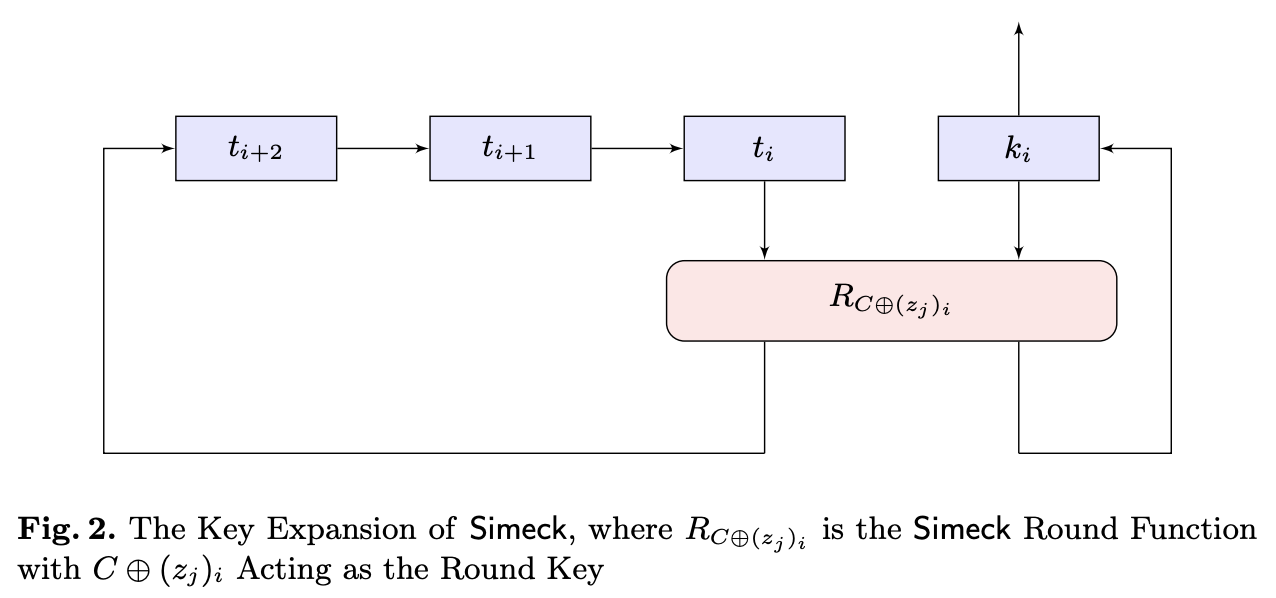 t_{i+2} t_{i+1} t_i k_i
R_{C⊕(z_j)_i}
Fig. 2. The Key Expansion of Simeck, where R_{C⊕(z_j)_i} is the Simeck Round Function
with C ⊕ (z_j)_i Acting as the Round Key